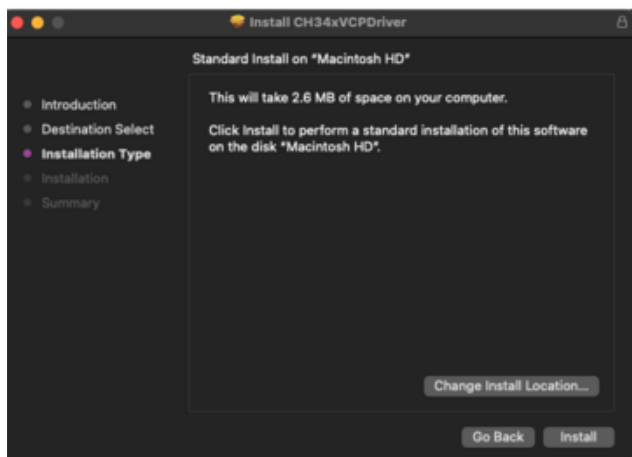 Install CH34xVCPDriver
Standard Install on "Macintosh HD"
Introduction
Destination Select
Installation Type
Installation
Summary
This will take 2.6 MB of space on your computer.
Click Install to perform a standard installation of this software
on the disk "Macintosh HD".
Change Install Location...
Go Back
Install